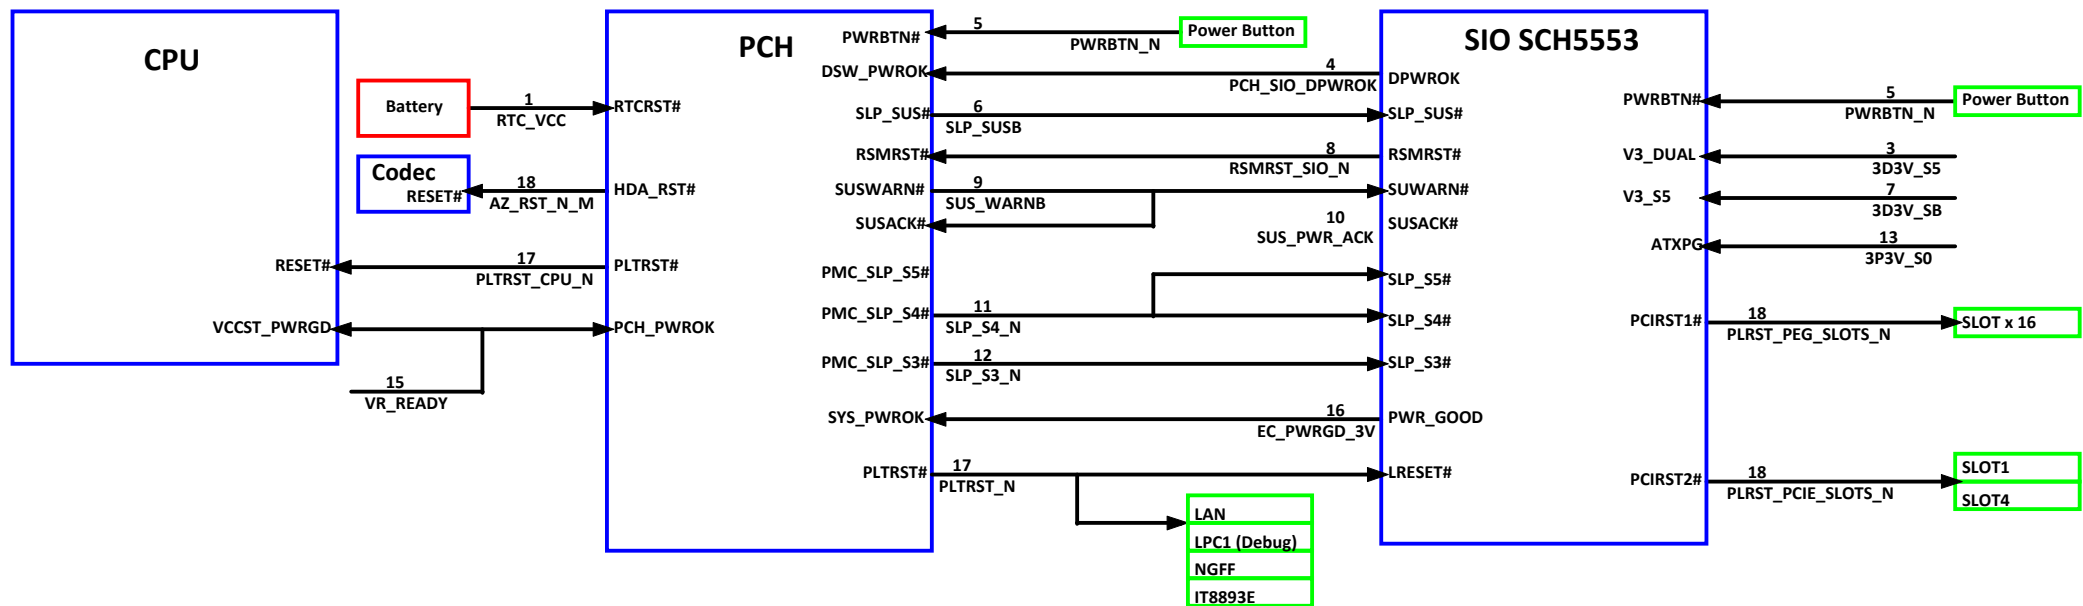 CPU
RESET#
VCCST_PWRGD
Battery
1
RTC_VCC
Codec
RESET#
18
AZ_RST_N_M
17
PLTRST_CPU_N
15
VR_READY
PCH
RTCRST#
HDA_RST#
PLTRST#
PCH_PWROK
PWRBTN#
DSW_PWROK
SLP_SUS#
RSMRST#
SUSWARN#
SUSACK#
PMC_SLP_S5#
PMC_SLP_S4#
PMC_SLP_S3#
SYS_PWROK
PLTRST#
5
PWRBTN_N
Power Button
4
PCH_SIO_DPWROK
6
SLP_SUSB
8
RSMRST_SIO_N
9
SUS_WARNB
10
SUS_PWR_ACK
11
SLP_S4_N
12
SLP_S3_N
16
EC_PWRGD_3V
17
PLTRST_N
LAN
LPC1 (Debug)
NGFF
IT8893E
SIO SCH5553
DPWROK
SLP_SUS#
RSMRST#
SUWARN#
SUSACK#
SLP_S5#
SLP_S4#
SLP_S3#
PWR_GOOD
LRESET#
PWRBTN#
V3_DUAL
V3_S5
ATXPG
PCIRST1#
PCIRST2#
5
PWRBTN_N
Power Button
3
3D3V_S5
7
3D3V_SB
13
3P3V_S0
18
PLRST_PEG_SLOTS_N
SLOT x 16
18
PLRST_PCIE_SLOTS_N
SLOT1
SLOT4